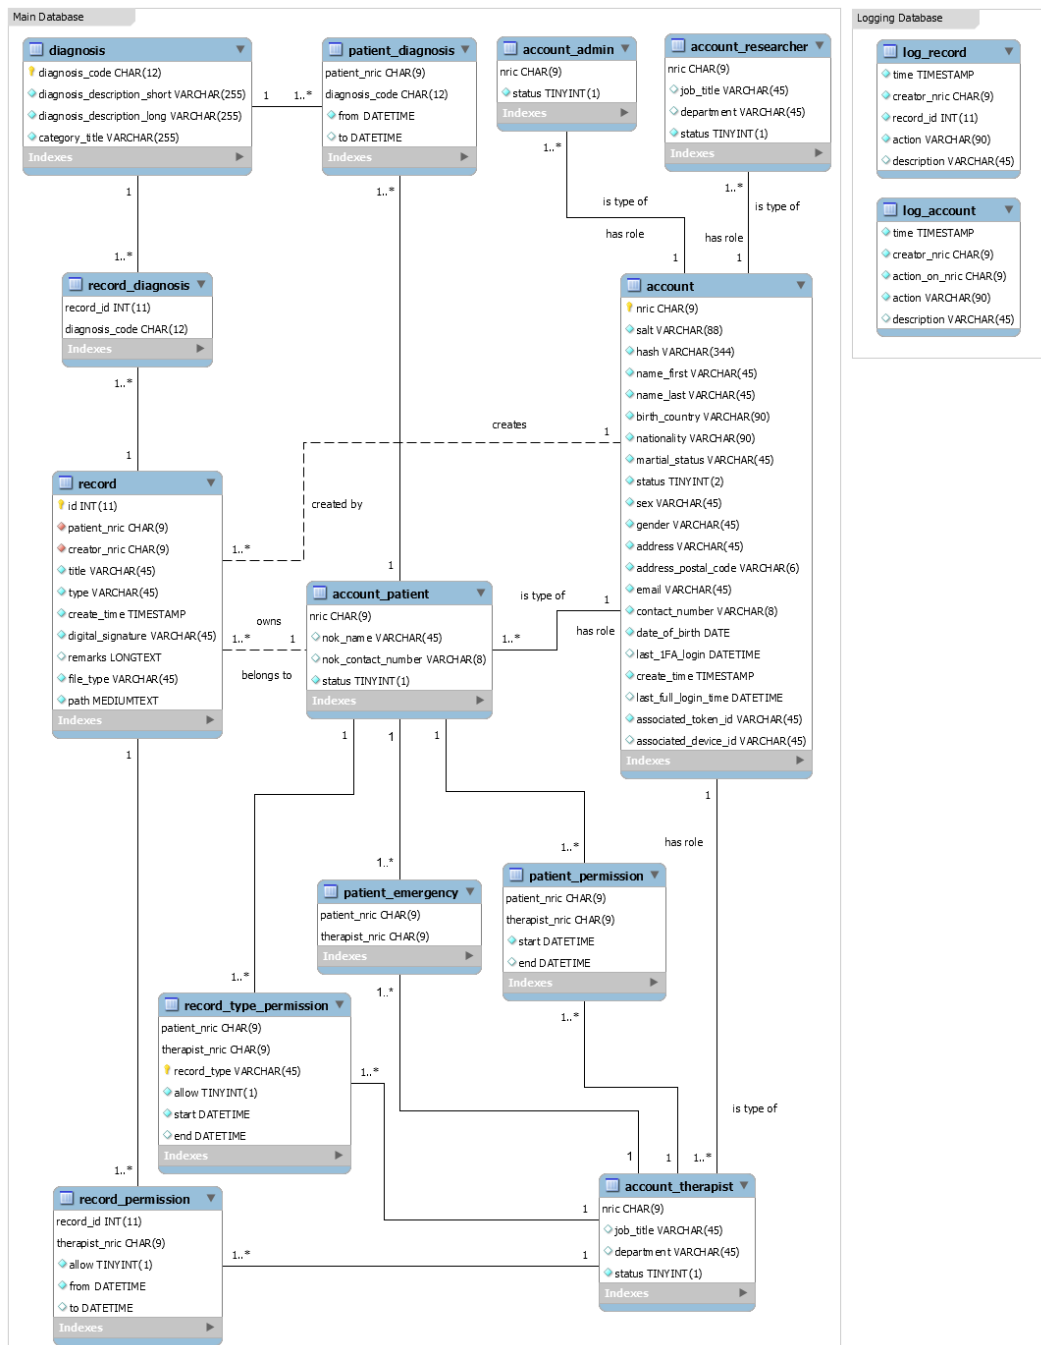 Main Database
diagnosis
diagnosis_code CHAR(12)
diagnosis_description_short VARCHAR(255)
diagnosis_description_long VARCHAR(255)
category_title VARCHAR(255)
Indexes
1
1..*
patient_diagnosis
patient_nric CHAR(9)
diagnosis_code CHAR(12)
from DATETIME
to DATETIME
Indexes
account_admin
nric CHAR(9)
status TINYINT(1)
Indexes
account_researcher
nric CHAR(9)
job_title VARCHAR(45)
department VARCHAR(45)
status TINYINT(1)
Indexes
Logging Database
log_record
time TIMESTAMP
creator_nric CHAR(9)
record_id INT(11)
action VARCHAR(90)
description VARCHAR(45)
log_account
time TIMESTAMP
creator_nric CHAR(9)
action_on_nric CHAR(9)
action VARCHAR(90)
description VARCHAR(45)
1
1..*
1..*
1..*
1..*
is type of
has role
1
is type of
has role
1
record_diagnosis
record_id INT(11)
diagnosis_code CHAR(12)
Indexes
1..*
1
account
nric CHAR(9)
salt VARCHAR(88)
hash VARCHAR(344)
name_first VARCHAR(45)
name_last VARCHAR(45)
birth_country VARCHAR(90)
nationality VARCHAR(90)
martial_status VARCHAR(45)
status TINYINT(2)
sex VARCHAR(45)
gender VARCHAR(45)
address VARCHAR(45)
address_postal_code VARCHAR(6)
email VARCHAR(45)
contact_number VARCHAR(8)
date_of_birth DATE
last_1FA_login DATETIME
create_time TIMESTAMP
last_full_login_time DATETIME
associated_token_id VARCHAR(45)
associated_device_id VARCHAR(45)
Indexes
creates
1
created by
1..*
record
id INT(11)
patient_nric CHAR(9)
creator_nric CHAR(9)
title VARCHAR(45)
type VARCHAR(45)
create_time TIMESTAMP
digital_signature VARCHAR(45)
remarks LONGTEXT
file_type VARCHAR(45)
path MEDIUMTEXT
Indexes
owns
1..*
1
belongs to
1
account_patient
nric CHAR(9)
nok_name VARCHAR(45)
nok_contact_number VARCHAR(8)
status TINYINT(1)
Indexes
is type of
1
has role
1..*
1
1
1
1
1
has role
1..*
1..*
patient_emergency
patient_nric CHAR(9)
therapist_nric CHAR(9)
Indexes
patient_permission
patient_nric CHAR(9)
therapist_nric CHAR(9)
start DATETIME
end DATETIME
Indexes
1..*
1..*
1..*
record_type_permission
patient_nric CHAR(9)
therapist_nric CHAR(9)
record_type VARCHAR(45)
allow TINYINT(1)
start DATETIME
end DATETIME
Indexes
1..*
is type of
1..*
1
1
1..*
record_permission
record_id INT(11)
therapist_nric CHAR(9)
allow TINYINT(1)
from DATETIME
to DATETIME
Indexes
1..*
1
1
account_therapist
nric CHAR(9)
job_title VARCHAR(45)
department VARCHAR(45)
status TINYINT(1)
Indexes